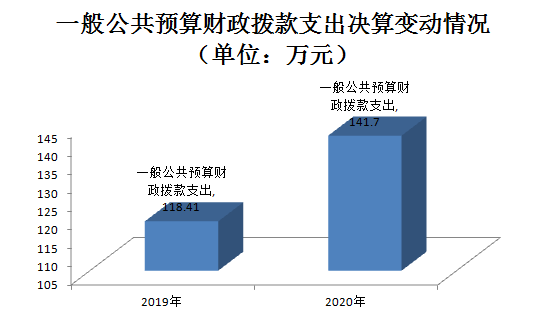 一般公共预算财政拨款支出决算变动情况
（单位：万元）
一般公共预算财
政拨款支出,
141.7
一般公共预算财
政拨款支出,
118.41
145
140
135
130
125
120
115
110
105
2019年
2020年